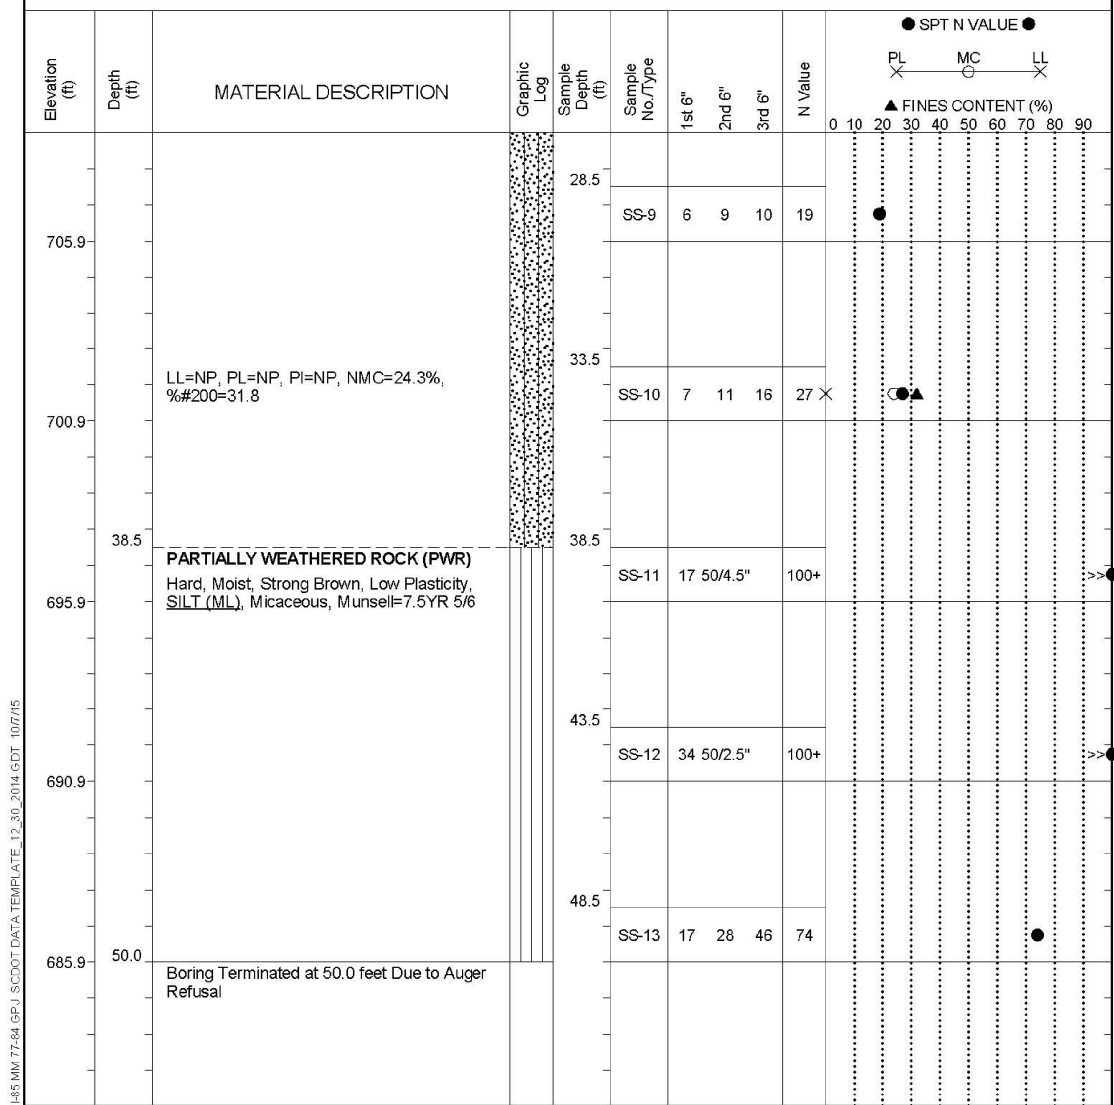 ● SPT N VALUE ●
PL MC LL
▲ FINES CONTENT (%)
0 10 20 30 40 50 60 70 80 90
Elevation (ft)
Depth (ft)
MATERIAL DESCRIPTION
Graphic Log
Sample Depth (ft)
Sample No./Type
1st 6"
2nd 6"
3rd 6"
N Value
28.5
SS-9 6 9 10 19
705.9
33.5
LL=NP, PL=NP, PI=NP, NMC=24.3%,
%#200=31.8
SS-10 7 11 16 27
700.9
38.5 38.5
PARTIALLY WEATHERED ROCK (PWR)
Hard, Moist, Strong Brown, Low Plasticity,
SILT (ML), Micaceous, Munsell=7.5YR 5/6
SS-11 17 50/4.5" 100+ >>
695.9
43.5
SS-12 34 50/2.5" 100+ >>
690.9
48.5
SS-13 17 28 46 74
50.0
685.9
Boring Terminated at 50.0 feet Due to Auger
Refusal
I-85 MM 77-84.GPJ SCDOT DATA TEMPLATE_12_30_2014.GDT 10/7/15